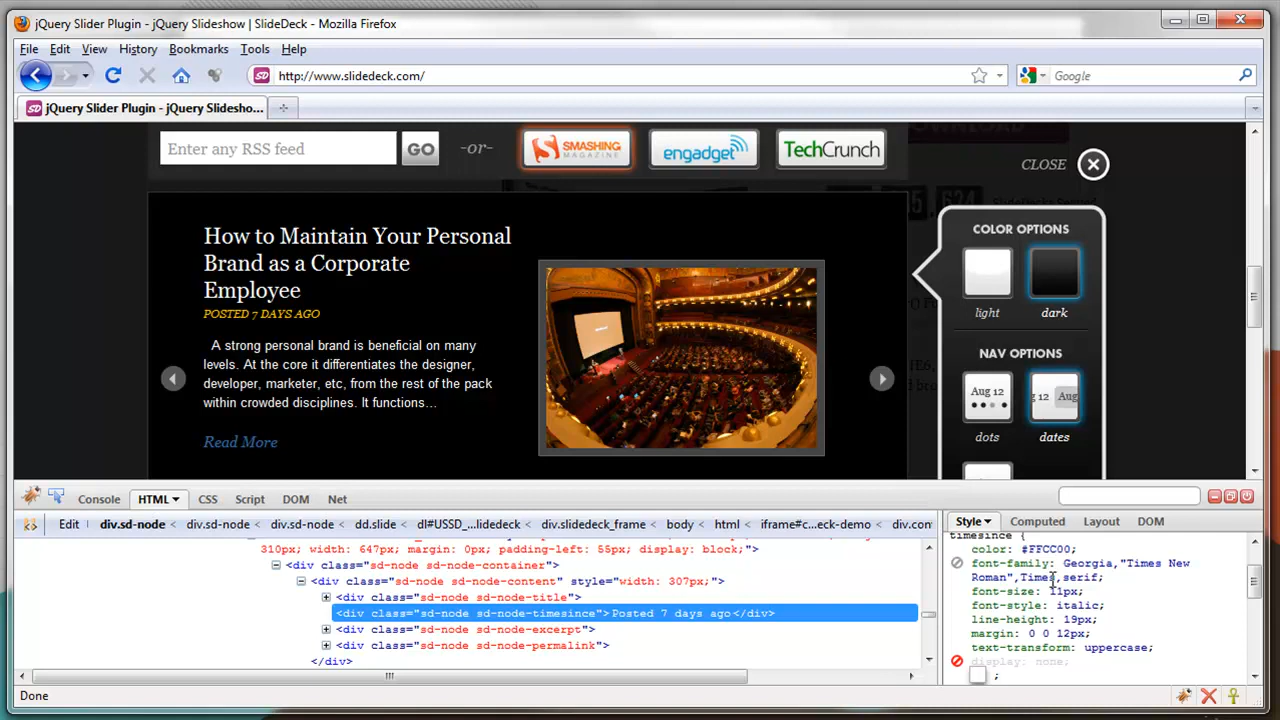 jQuery Slider Plugin - jQuery Slideshow | SlideDeck - Mozilla Firefox
File Edit View History Bookmarks Tools Help
SD http://www.slidedeck.com/ Google
SD jQuery Slider Plugin - jQuery Slidesho...
Enter any RSS feed GO -or- SMASHING MAGAZINE engadget TechCrunch
CLOSE
How to Maintain Your Personal
Brand as a Corporate
Employee
POSTED 7 DAYS AGO
A strong personal brand is beneficial on many
levels. At the core it differentiates the designer,
developer, marketer, etc, from the rest of the pack
within crowded disciplines. It functions…
Read More
COLOR OPTIONS
light dark
NAV OPTIONS
Aug 12 g 12 Aug
dots dates
Console HTML CSS Script DOM Net
Edit div.sd-node < div.sd-node < div.sd-node < dd.slide < dl#USSD_...lidedeck < div.slidedeck_frame < body < html < iframe#c...eck-demo < div.con
310px; width: 647px; margin: 0px; padding-left: 55px; display: block;">
<div class="sd-node sd-node-container">
<div class="sd-node sd-node-content" style="width: 307px;">
<div class="sd-node sd-node-title">
<div class="sd-node sd-node-timesince">Posted 7 days ago</div>
<div class="sd-node sd-node-excerpt">
<div class="sd-node sd-node-permalink">
</div>
Style Computed Layout DOM
timesince {
color: #FFCC00;
font-family: Georgia,"Times New
Roman",Times,serif;
font-size: 11px;
font-style: italic;
line-height: 19px;
margin: 0 0 12px;
text-transform: uppercase;
display: none;
;
Done